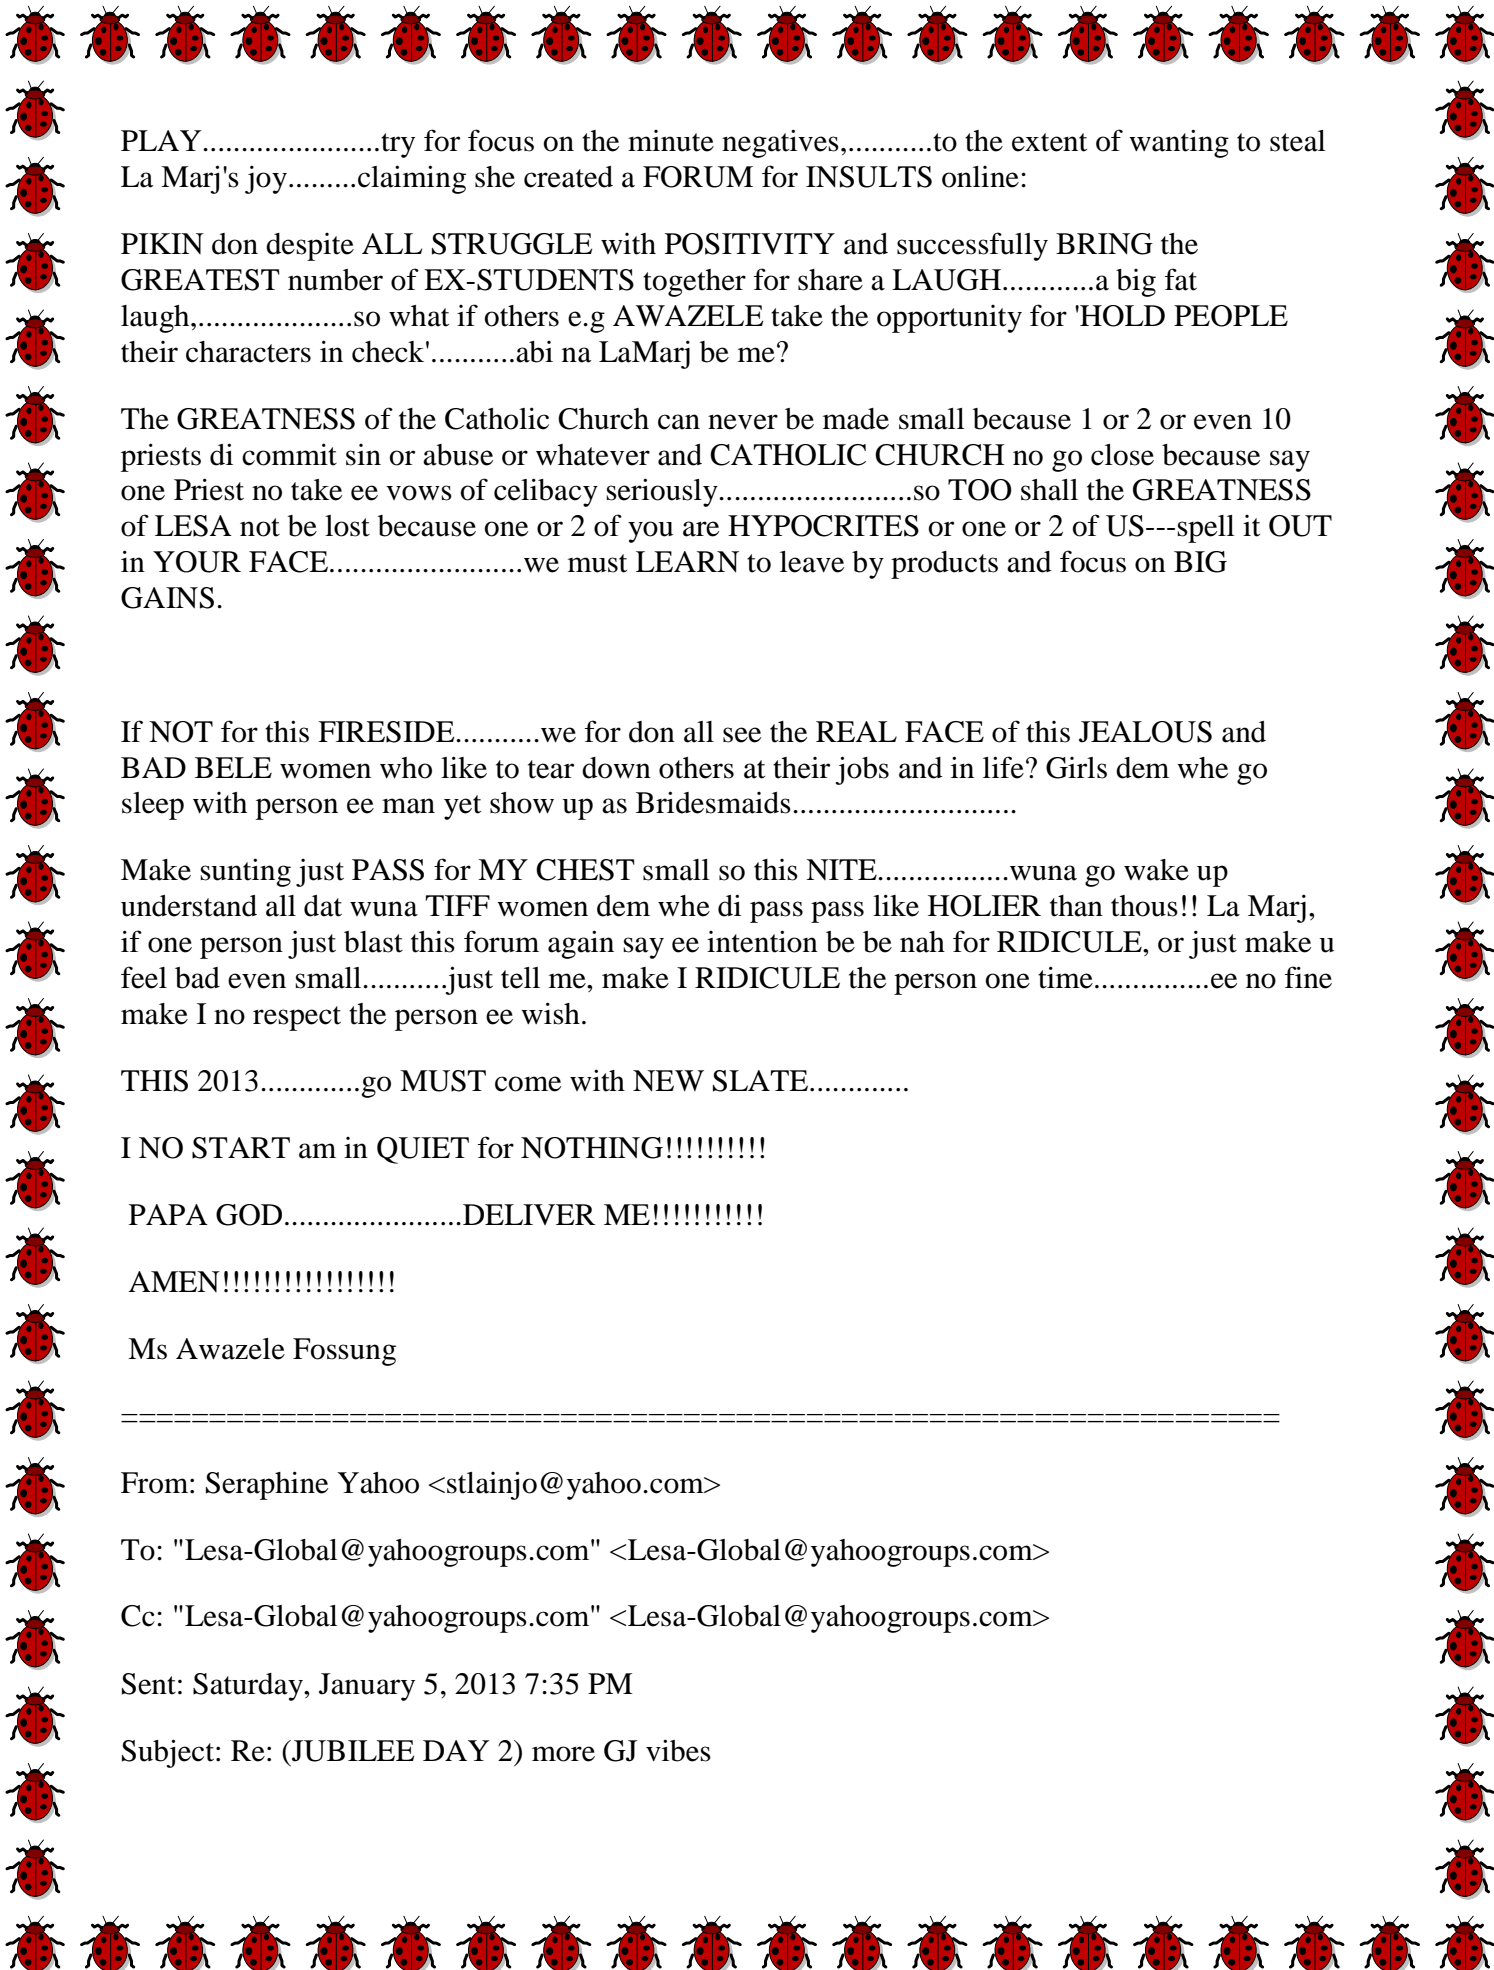 PLAY.......................try for focus on the minute negatives,...........to the extent of wanting to steal
La Marj's joy.........claiming she created a FORUM for INSULTS online:
PIKIN don despite ALL STRUGGLE with POSITIVITY and successfully BRING the
GREATEST number of EX-STUDENTS together for share a LAUGH............a big fat
laugh,....................so what if others e.g AWAZELE take the opportunity for 'HOLD PEOPLE
their characters in check'...........abi na LaMarj be me?
The GREATNESS of the Catholic Church can never be made small because 1 or 2 or even 10
priests di commit sin or abuse or whatever and CATHOLIC CHURCH no go close because say
one Priest no take ee vows of celibacy seriously.........................so TOO shall the GREATNESS
of LESA not be lost because one or 2 of you are HYPOCRITES or one or 2 of US---spell it OUT
in YOUR FACE.........................we must LEARN to leave by products and focus on BIG
GAINS.
If NOT for this FIRESIDE...........we for don all see the REAL FACE of this JEALOUS and
BAD BELE women who like to tear down others at their jobs and in life? Girls dem whe go
sleep with person ee man yet show up as Bridesmaids.............................
Make sunting just PASS for MY CHEST small so this NITE.................wuna go wake up
understand all dat wuna TIFF women dem whe di pass pass like HOLIER than thous!! La Marj,
if one person just blast this forum again say ee intention be be nah for RIDICULE, or just make u
feel bad even small...........just tell me, make I RIDICULE the person one time...............ee no fine
make I no respect the person ee wish.
THIS 2013.............go MUST come with NEW SLATE.............
I NO START am in QUIET for NOTHING!!!!!!!!!!
PAPA GOD.......................DELIVER ME!!!!!!!!!!!
AMEN!!!!!!!!!!!!!!!!!
Ms Awazele Fossung
==================================================================
From: Seraphine Yahoo <stlainjo@yahoo.com>
To: "Lesa-Global@yahoogroups.com" <Lesa-Global@yahoogroups.com>
Cc: "Lesa-Global@yahoogroups.com" <Lesa-Global@yahoogroups.com>
Sent: Saturday, January 5, 2013 7:35 PM
Subject: Re: (JUBILEE DAY 2) more GJ vibes